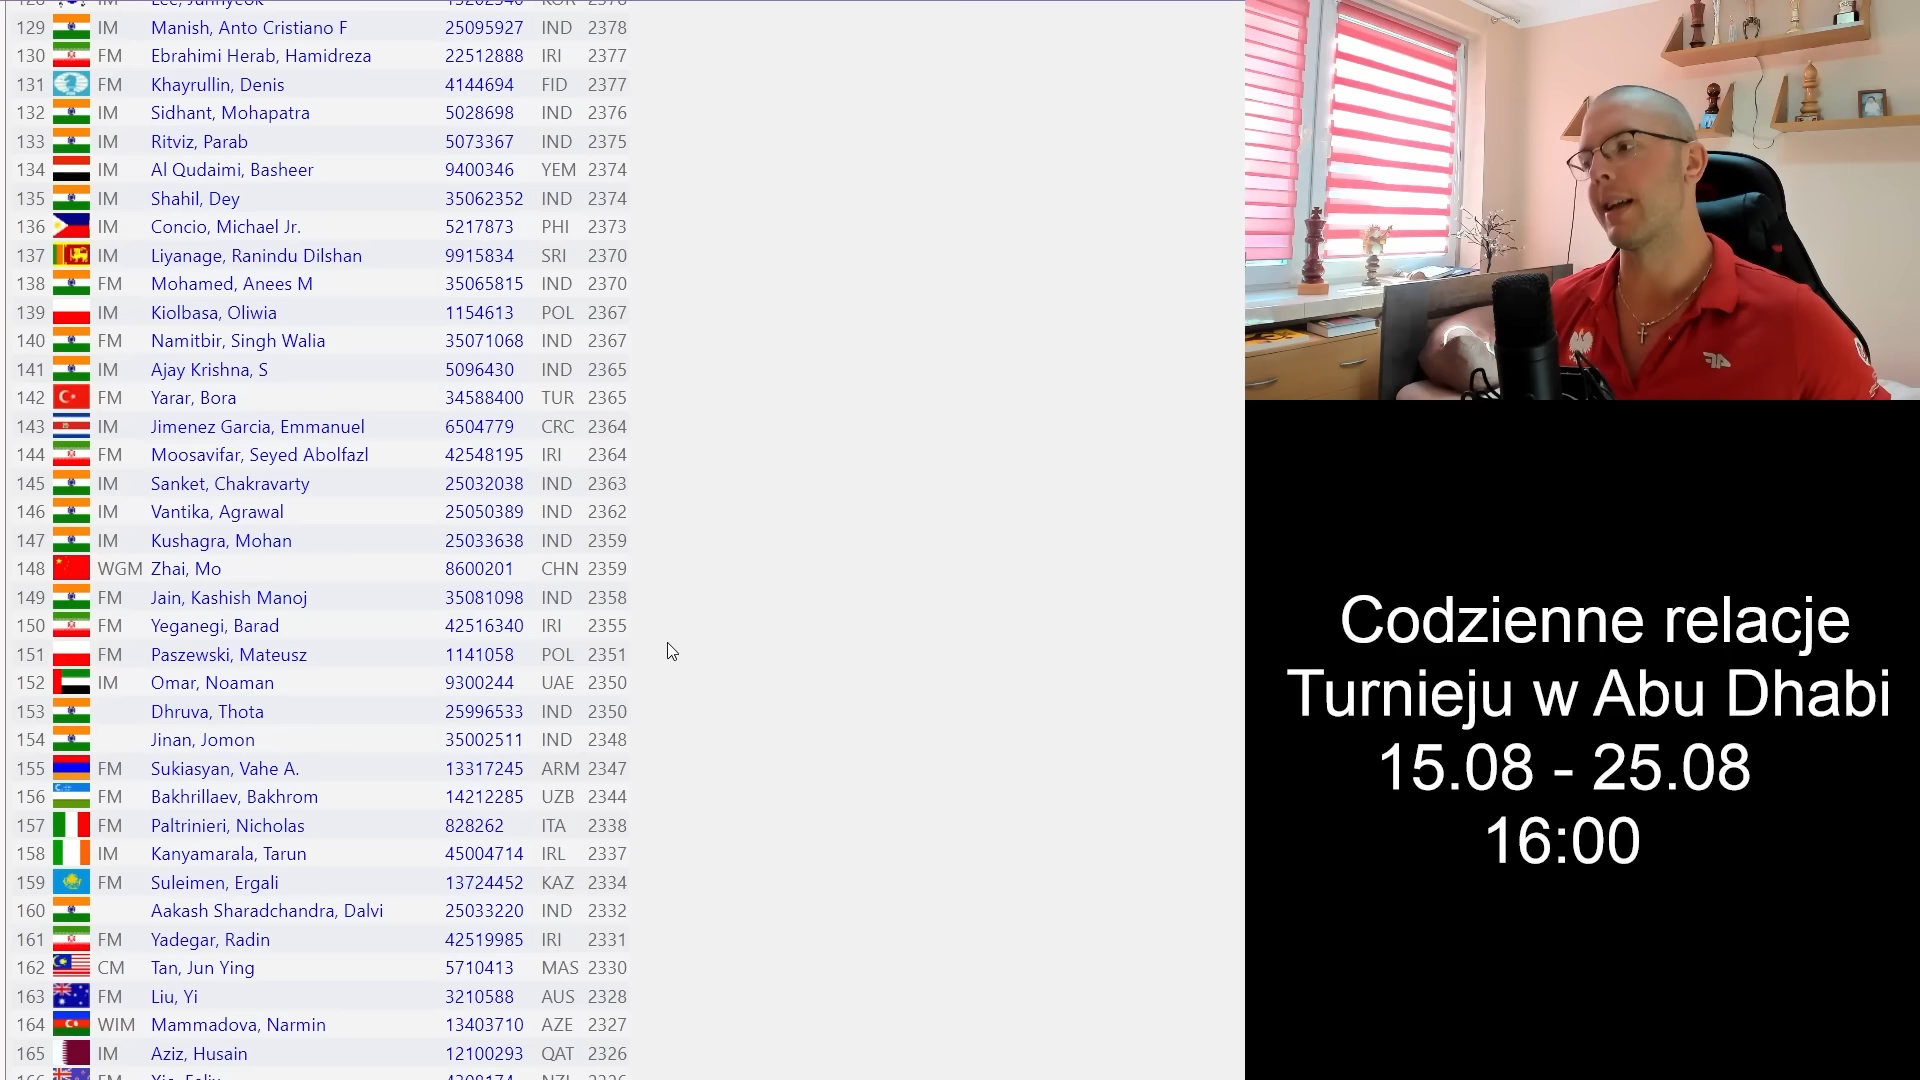 129 IM Manish, Anto Cristiano F 25095927 IND 2378
130 FM Ebrahimi Herab, Hamidreza 22512888 IRI 2377
131 FM Khayrullin, Denis 4144694 FID 2377
132 IM Sidhant, Mohapatra 5028698 IND 2376
133 IM Ritviz, Parab 5073367 IND 2375
134 IM Al Qudaimi, Basheer 9400346 YEM 2374
135 IM Shahil, Dey 35062352 IND 2374
136 IM Concio, Michael Jr. 5217873 PHI 2373
137 IM Liyanage, Ranindu Dilshan 9915834 SRI 2370
138 FM Mohamed, Anees M 35065815 IND 2370
139 IM Kiolbasa, Oliwia 1154613 POL 2367
140 FM Namitbir, Singh Walia 35071068 IND 2367
141 IM Ajay Krishna, S 5096430 IND 2365
142 FM Yarar, Bora 34588400 TUR 2365
143 IM Jimenez Garcia, Emmanuel 6504779 CRC 2364
144 FM Moosavifar, Seyed Abolfazl 42548195 IRI 2364
145 IM Sanket, Chakravarty 25032038 IND 2363
146 IM Vantika, Agrawal 25050389 IND 2362
147 IM Kushagra, Mohan 25033638 IND 2359
148 WGM Zhai, Mo 8600201 CHN 2359
149 FM Jain, Kashish Manoj 35081098 IND 2358
150 FM Yeganegi, Barad 42516340 IRI 2355
151 FM Paszewski, Mateusz 1141058 POL 2351
152 IM Omar, Noaman 9300244 UAE 2350
153 Dhruva, Thota 25996533 IND 2350
154 Jinan, Jomon 35002511 IND 2348
155 FM Sukiasyan, Vahe A. 13317245 ARM 2347
156 FM Bakhrillaev, Bakhrom 14212285 UZB 2344
157 FM Paltrinieri, Nicholas 828262 ITA 2338
158 IM Kanyamarala, Tarun 45004714 IRL 2337
159 FM Suleimen, Ergali 13724452 KAZ 2334
160 Aakash Sharadchandra, Dalvi 25033220 IND 2332
161 FM Yadegar, Radin 42519985 IRI 2331
162 CM Tan, Jun Ying 5710413 MAS 2330
163 FM Liu, Yi 3210588 AUS 2328
164 WIM Mammadova, Narmin 13403710 AZE 2327
165 IM Aziz, Husain 12100293 QAT 2326
Codzienne relacje
Turnieju w Abu Dhabi
15.08 - 25.08
16:00